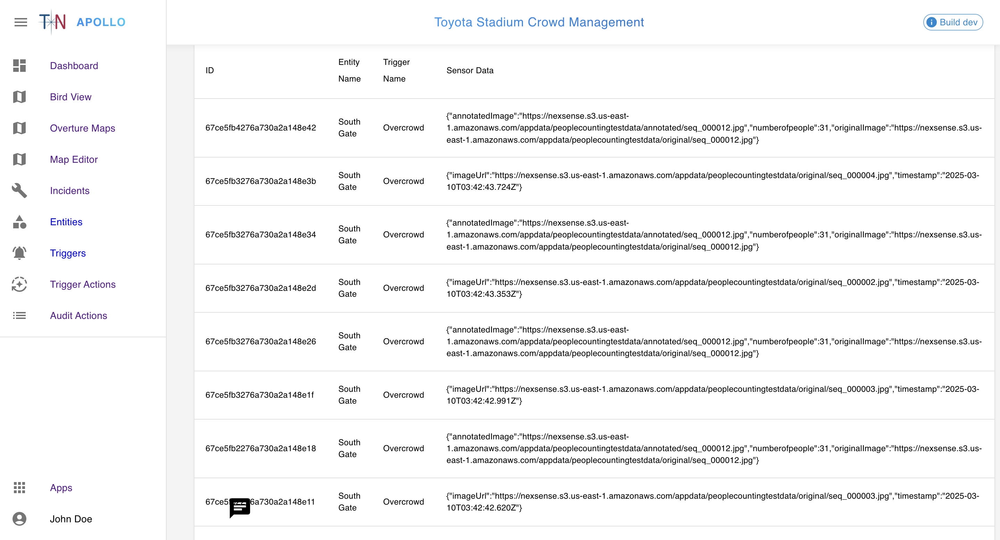 TN APOLLO
Toyota Stadium Crowd Management
Build dev
Dashboard
Bird View
Overture Maps
Map Editor
Incidents
Entities
Triggers
Trigger Actions
Audit Actions
Apps
John Doe
ID
Entity
Name
Trigger
Name
Sensor Data
67ce5fb4276a730a2a148e42
South
Gate
Overcrowd
{"annotatedImage":"https://nexsense.s3.us-east-
1.amazonaws.com/appdata/peoplecountingtestdata/annotated/seq_000012.jpg","numberofpeople":31,"originalImage":"https://nexsense.s3.us-
east-1.amazonaws.com/appdata/peoplecountingtestdata/original/seq_000012.jpg"}
67ce5fb3276a730a2a148e3b
South
Gate
Overcrowd
{"imageUrl":"https://nexsense.s3.us-east-1.amazonaws.com/appdata/peoplecountingtestdata/original/seq_000004.jpg","timestamp":"2025-03-
10T03:42:43.724Z"}
67ce5fb3276a730a2a148e34
South
Gate
Overcrowd
{"annotatedImage":"https://nexsense.s3.us-east-
1.amazonaws.com/appdata/peoplecountingtestdata/annotated/seq_000012.jpg","numberofpeople":31,"originalImage":"https://nexsense.s3.us-
east-1.amazonaws.com/appdata/peoplecountingtestdata/original/seq_000012.jpg"}
67ce5fb3276a730a2a148e2d
South
Gate
Overcrowd
{"imageUrl":"https://nexsense.s3.us-east-1.amazonaws.com/appdata/peoplecountingtestdata/original/seq_000002.jpg","timestamp":"2025-03-
10T03:42:43.353Z"}
67ce5fb3276a730a2a148e26
South
Gate
Overcrowd
{"annotatedImage":"https://nexsense.s3.us-east-
1.amazonaws.com/appdata/peoplecountingtestdata/annotated/seq_000012.jpg","numberofpeople":31,"originalImage":"https://nexsense.s3.us-
east-1.amazonaws.com/appdata/peoplecountingtestdata/original/seq_000012.jpg"}
67ce5fb3276a730a2a148e1f
South
Gate
Overcrowd
{"imageUrl":"https://nexsense.s3.us-east-1.amazonaws.com/appdata/peoplecountingtestdata/original/seq_000003.jpg","timestamp":"2025-03-
10T03:42:42.991Z"}
67ce5fb2276a730a2a148e18
South
Gate
Overcrowd
{"annotatedImage":"https://nexsense.s3.us-east-
1.amazonaws.com/appdata/peoplecountingtestdata/annotated/seq_000012.jpg","numberofpeople":31,"originalImage":"https://nexsense.s3.us-
east-1.amazonaws.com/appdata/peoplecountingtestdata/original/seq_000012.jpg"}
South
Gate
Overcrowd
{"imageUrl":"https://nexsense.s3.us-east-1.amazonaws.com/appdata/peoplecountingtestdata/original/seq_000003.jpg","timestamp":"2025-03-
10T03:42:42.620Z"}